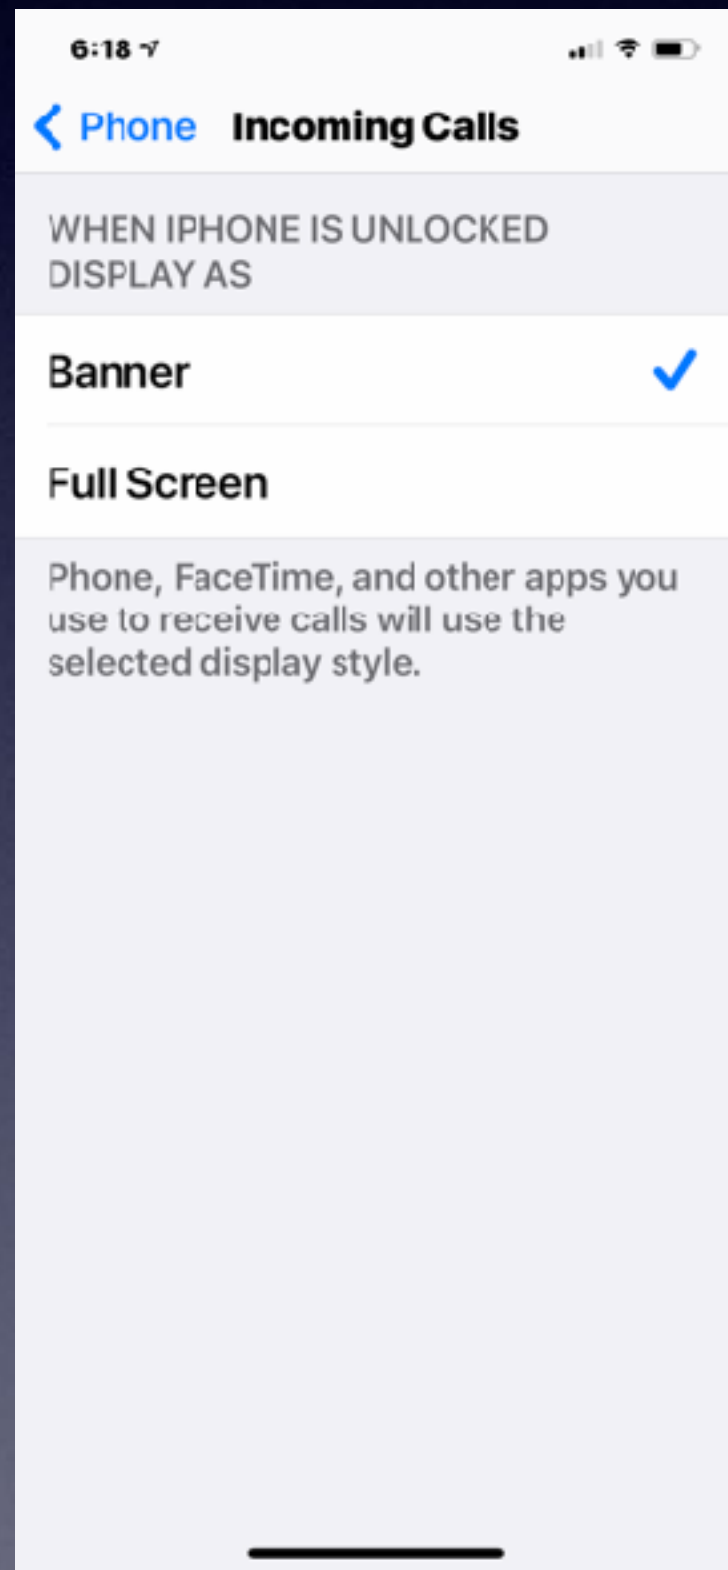 6:18
Phone Incoming Calls
WHEN IPHONE IS UNLOCKED
DISPLAY AS
Banner
Full Screen
Phone, FaceTime, and other apps you
use to receive calls will use the
selected display style.